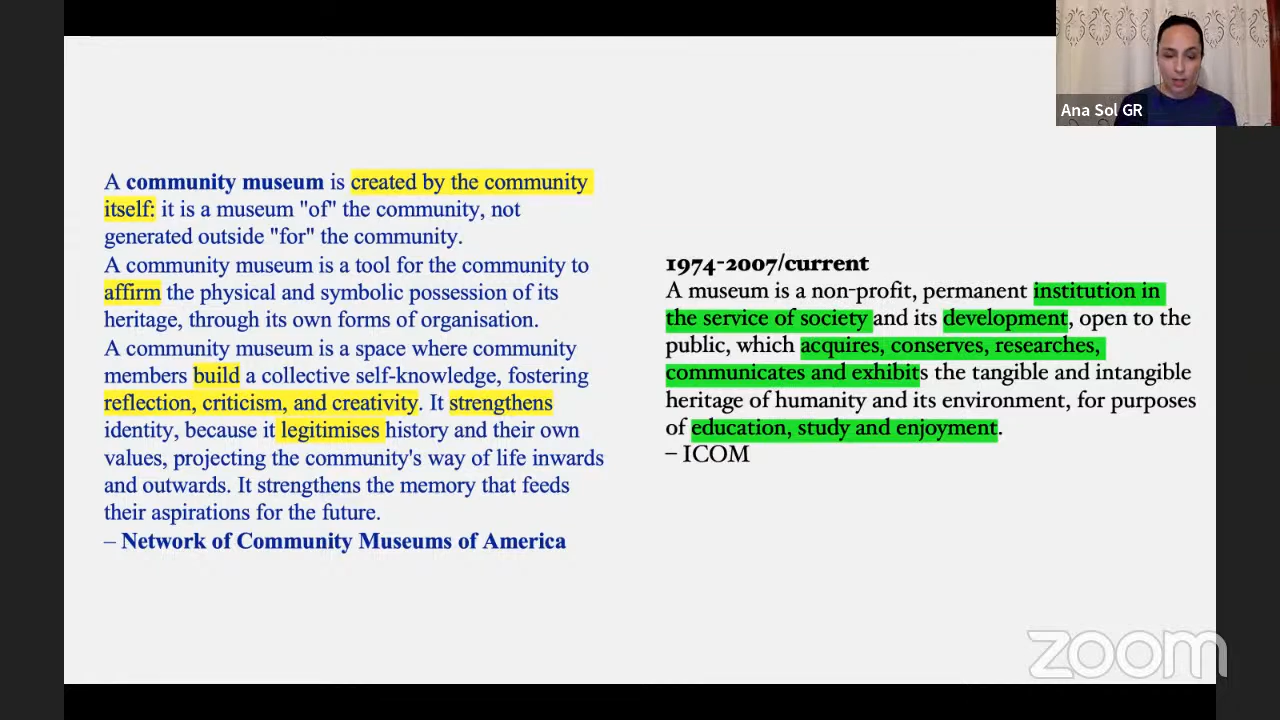 Ana Sol GR
A community museum is created by the community
itself: it is a museum "of" the community, not
generated outside "for" the community.
A community museum is a tool for the community to
affirm the physical and symbolic possession of its
heritage, through its own forms of organisation.
A community museum is a space where community
members build a collective self-knowledge, fostering
reflection, criticism, and creativity. It strengthens
identity, because it legitimises history and their own
values, projecting the community's way of life inwards
and outwards. It strengthens the memory that feeds
their aspirations for the future.
– Network of Community Museums of America
1974-2007/current
A museum is a non-profit, permanent institution in
the service of society and its development, open to the
public, which acquires, conserves, researches,
communicates and exhibits the tangible and intangible
heritage of humanity and its environment, for purposes
of education, study and enjoyment.
– ICOM
zoom